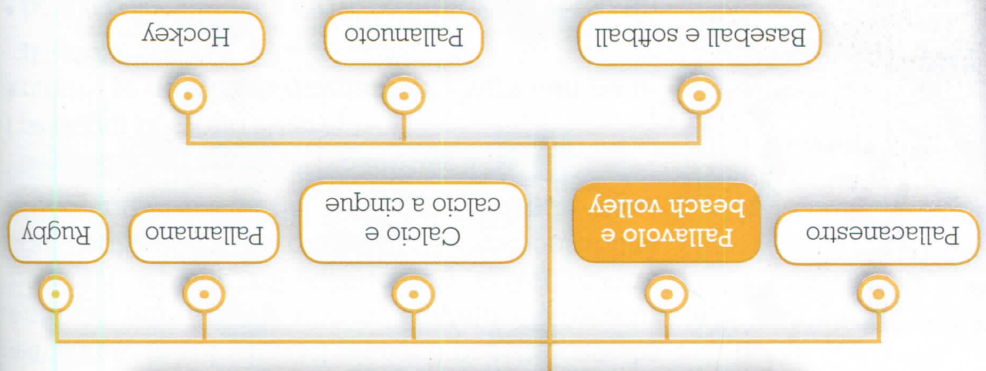 Pallacanestro
Pallavolo e
beach volley
Calcio e
calcio a cinque
Pallamano
Rugby
Baseball e softball
Pallanuoto
Hockey